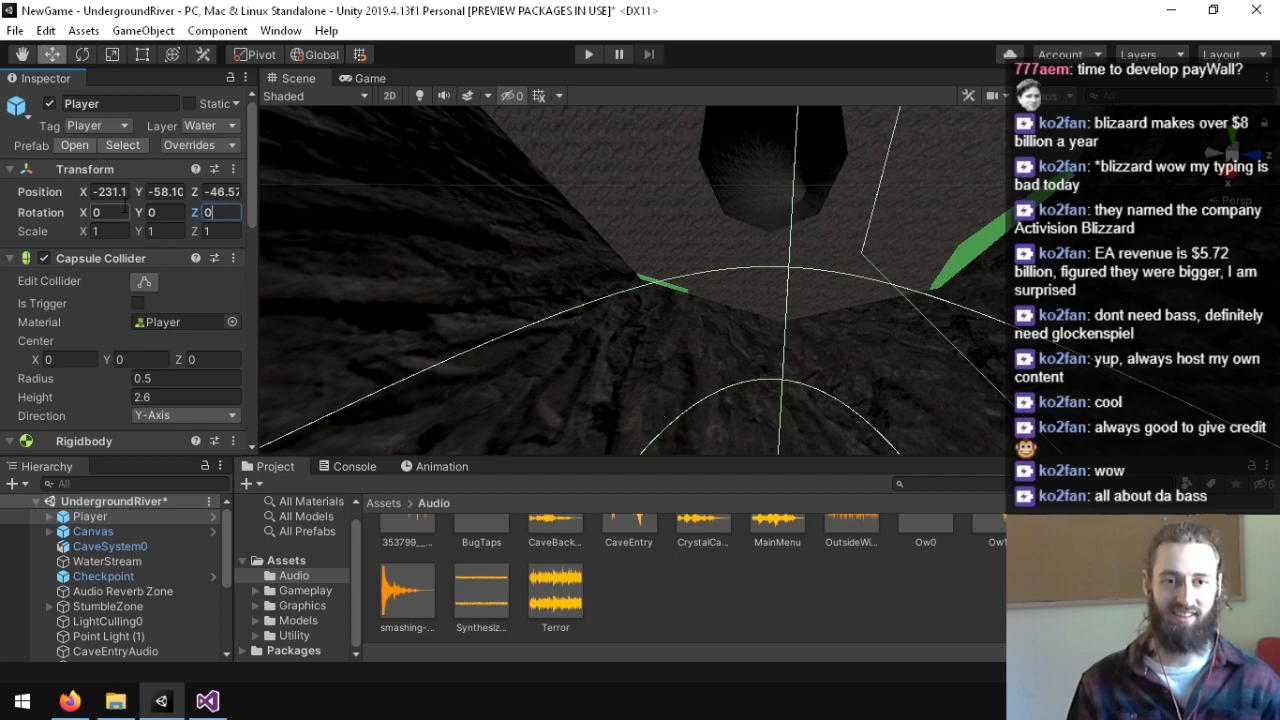 NewGame - UndergroundRiver - PC, Mac & Linux Standalone - Unity 2019.4.13f1 Personal [PREVIEW PACKAGES IN USE]* <DX11>
File Edit Assets GameObject Component Window Help
Pivot Global Account Layers Layout
Inspector
Player Static
Tag Player Layer Water
Prefab Open Select Overrides
Transform
Position X -231.1 Y -58.10 Z -46.57
Rotation X 0 Y 0 Z 0
Scale X 1 Y 1 Z 1
Capsule Collider
Edit Collider
Is Trigger
Material Player
Center
X 0 Y 0 Z 0
Radius 0.5
Height 2.6
Direction Y-Axis
Rigidbody
Scene Game
Shaded 2D 0
777aem: time to develop payWall?
ko2fan: blizaard makes over $8
billion a year
ko2fan: *blizzard wow my typing is
bad today
ko2fan: they named the company
Activision Blizzard
ko2fan: EA revenue is $5.72
billion, figured they were bigger, I am
surprised
ko2fan: dont need bass, definitely
need glockenspiel
ko2fan: yup, always host my own
content
ko2fan: cool
ko2fan: always good to give credit
ko2fan: wow
ko2fan: all about da bass
Hierarchy
All
UndergroundRiver*
Player
Canvas
CaveSystem0
WaterStream
Checkpoint
Audio Reverb Zone
StumbleZone
LightCulling0
Point Light (1)
CaveEntryAudio
Project Console Animation
All Materials
All Models
All Prefabs
Assets
Audio
Gameplay
Graphics
Models
Utility
Packages
Assets > Audio
353799__... BugTaps CaveBack... CaveEntry CrystalCa... MainMenu OutsideWi... Ow0
smashing-... Synthesiz... Terror